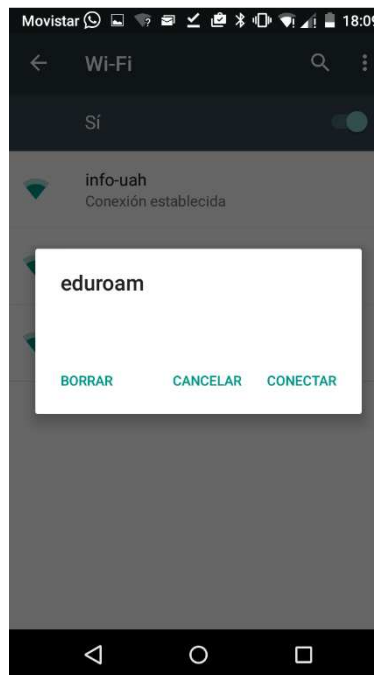 Movistar 18:09
Wi-Fi
Sí
info-uah
Conexión establecida
eduroam
BORRAR CANCELAR CONECTAR